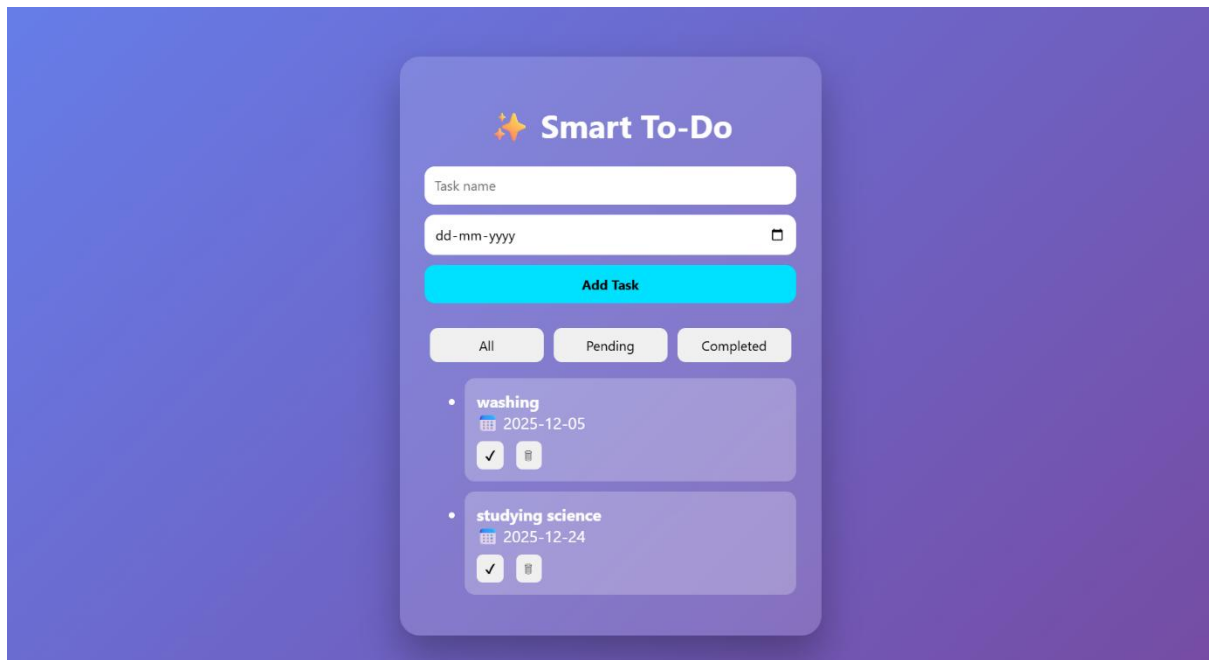 ✨ Smart To-Do
Task name
dd-mm-yyyy
Add Task
All Pending Completed
washing
2025-12-05
studying science
2025-12-24